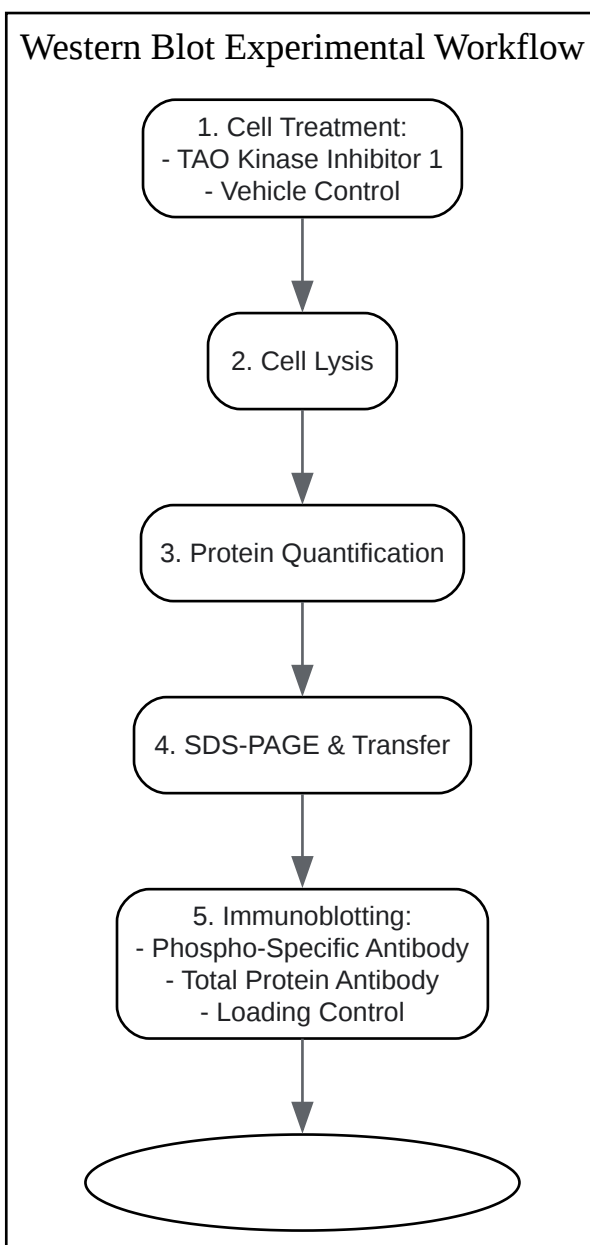 Western Blot Experimental Workflow
1. Cell Treatment:
- TAO Kinase Inhibitor 1
- Vehicle Control
2. Cell Lysis
3. Protein Quantification
4. SDS-PAGE & Transfer
5. Immunoblotting:
- Phospho-Specific Antibody
- Total Protein Antibody
- Loading Control